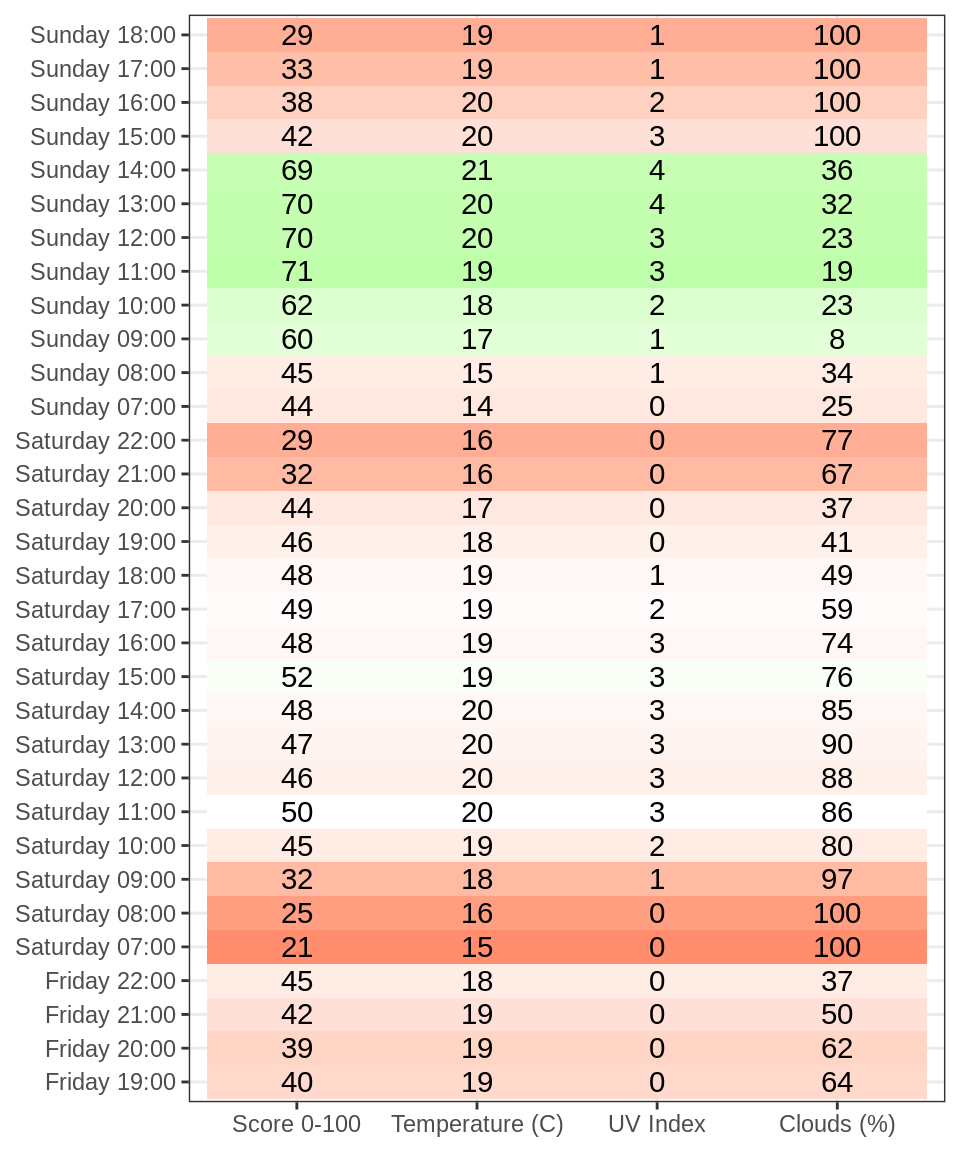 Sunday 18:00 29 19 1 100
Sunday 17:00 33 19 1 100
Sunday 16:00 38 20 2 100
Sunday 15:00 42 20 3 100
Sunday 14:00 69 21 4 36
Sunday 13:00 70 20 4 32
Sunday 12:00 70 20 3 23
Sunday 11:00 71 19 3 19
Sunday 10:00 62 18 2 23
Sunday 09:00 60 17 1 8
Sunday 08:00 45 15 1 34
Sunday 07:00 44 14 0 25
Saturday 22:00 29 16 0 77
Saturday 21:00 32 16 0 67
Saturday 20:00 44 17 0 37
Saturday 19:00 46 18 0 41
Saturday 18:00 48 19 1 49
Saturday 17:00 49 19 2 59
Saturday 16:00 48 19 3 74
Saturday 15:00 52 19 3 76
Saturday 14:00 48 20 3 85
Saturday 13:00 47 20 3 90
Saturday 12:00 46 20 3 88
Saturday 11:00 50 20 3 86
Saturday 10:00 45 19 2 80
Saturday 09:00 32 18 1 97
Saturday 08:00 25 16 0 100
Saturday 07:00 21 15 0 100
Friday 22:00 45 18 0 37
Friday 21:00 42 19 0 50
Friday 20:00 39 19 0 62
Friday 19:00 40 19 0 64
Score 0-100 Temperature (C) UV Index Clouds (%)